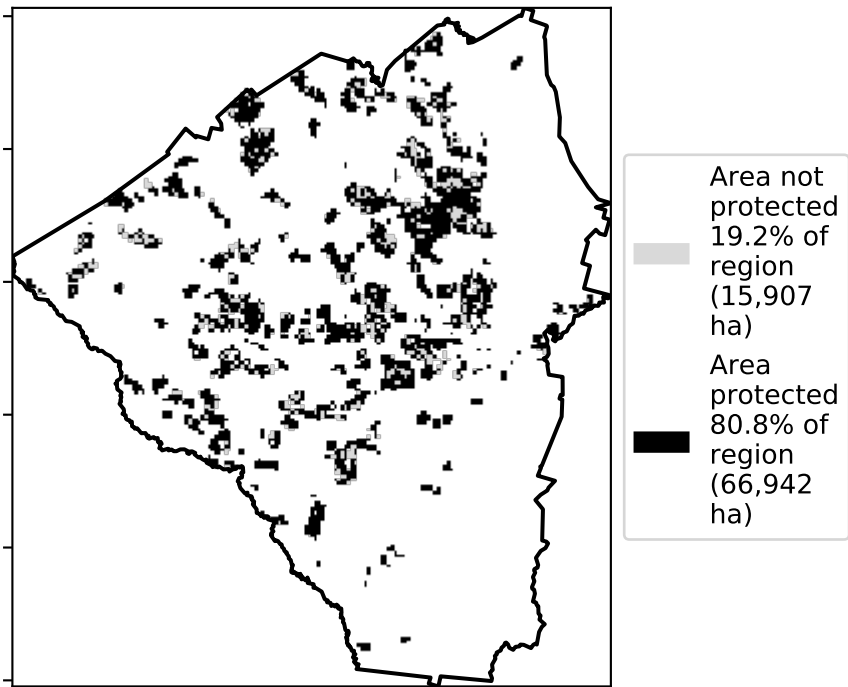 Area not
protected
19.2% of
region
(15,907
ha)
Area
protected
80.8% of
region
(66,942
ha)